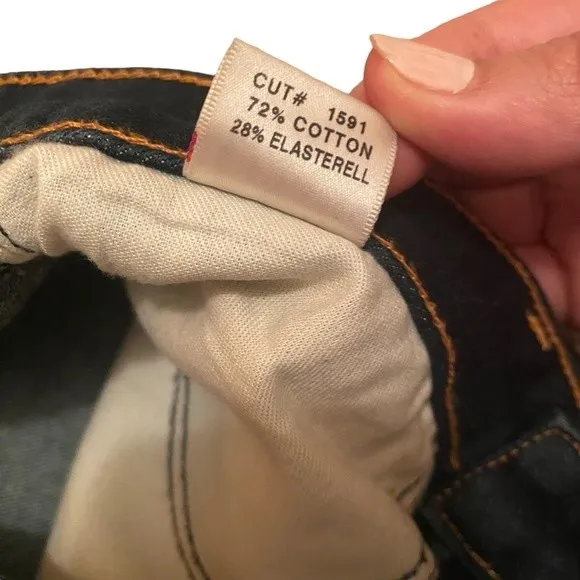 CUT# 1591
72% COTTON
28% ELASTERELL